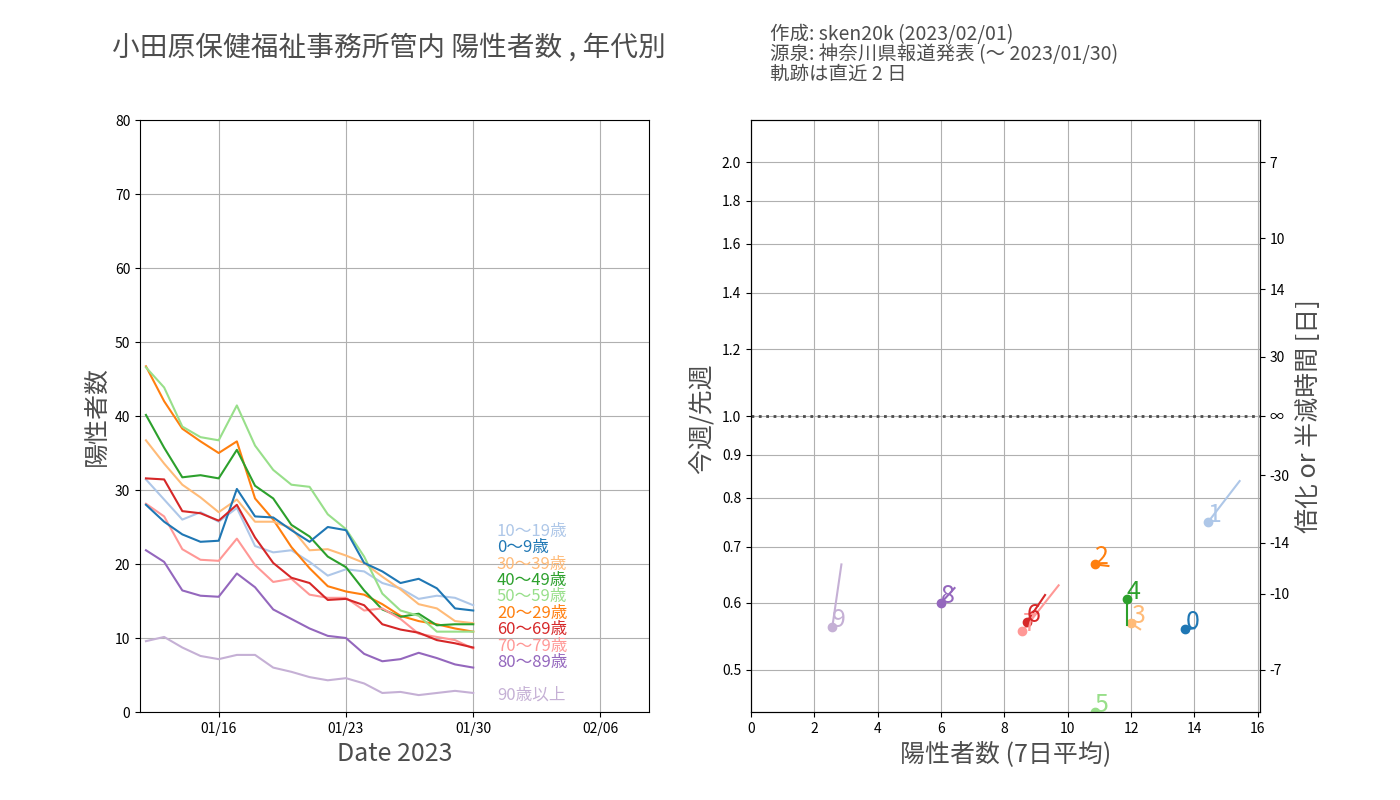 小田原保健福祉事務所管内 陽性者数 , 年代別
作成: sken20k (2023/02/01)
源泉: 神奈川県報道発表 (〜 2023/01/30)
軌跡は直近 2 日
80
70
60
50
40
30
20
10
0
陽性者数
10〜19歳
0〜9歳
30〜39歳
40〜49歳
50〜59歳
20〜29歳
60〜69歳
70〜79歳
80〜89歳
90歳以上
01/16
01/23
01/30
02/06
Date 2023
2.0
1.8
1.6
1.4
1.2
1.0
0.9
0.8
0.7
0.6
0.5
今週/先週
1
2
4
8
3
9
6
7
0
5
0
2
4
6
8
10
12
14
16
陽性者数 (7日平均)
7
10
14
30
∞
-30
-14
-10
-7
倍化 or 半減時間 [日]